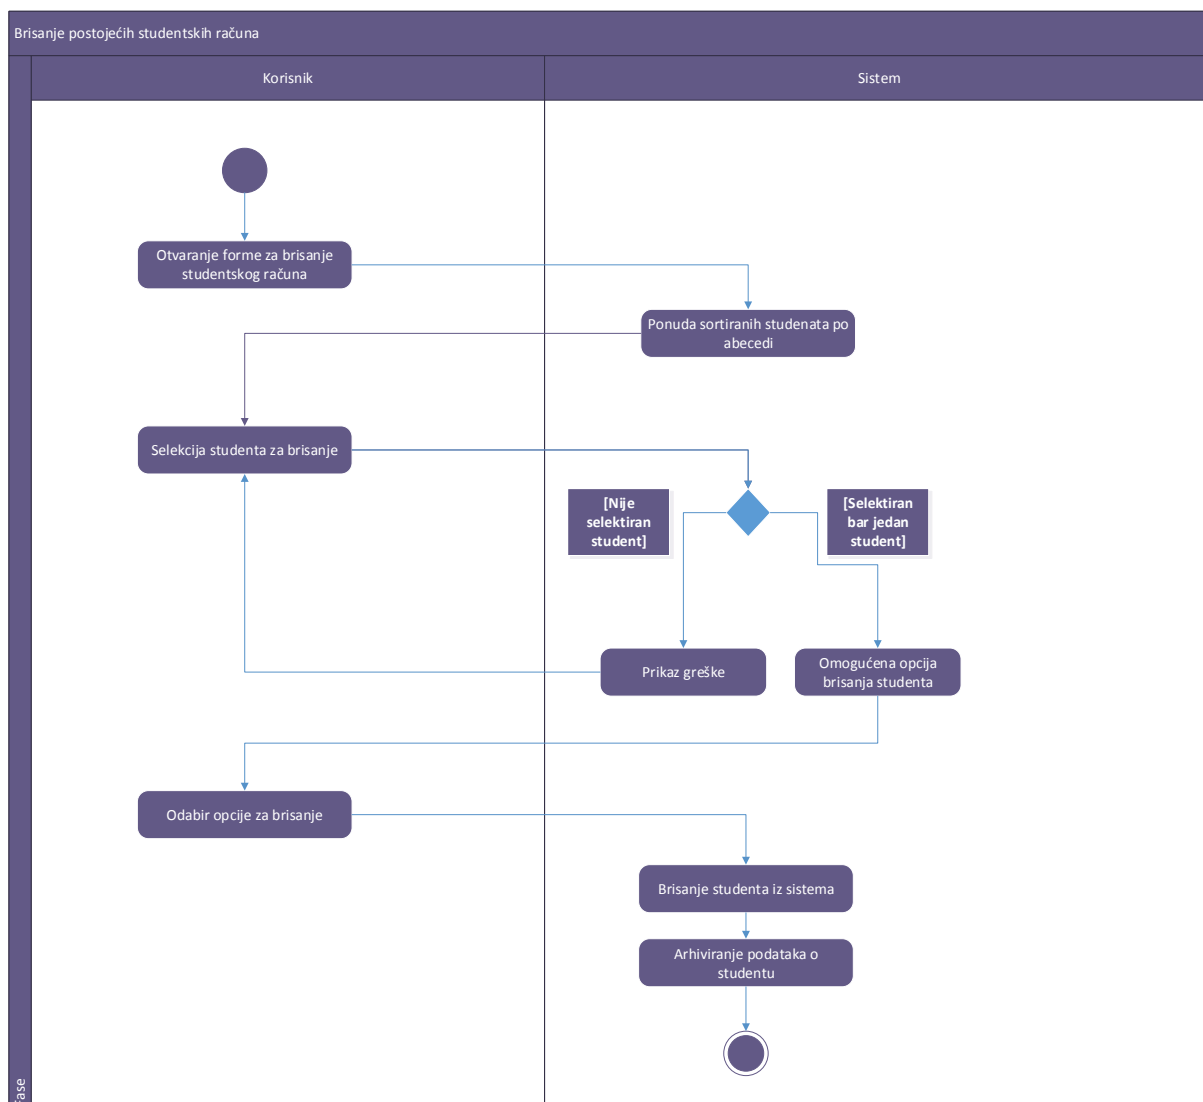 Brisanje postojećih studentskih računa
Korisnik
Sistem
Otvaranje forme za brisanje
studentskog računa
Ponuda sortiranih studenata po
abecedi
Selekcija studenta za brisanje
[Nije
selektiran
student]
[Selektiran
bar jedan
student]
Prikaz greške
Omogućena opcija
brisanja studenta
Odabir opcije za brisanje
Brisanje studenta iz sistema
Arhiviranje podataka o
studentu